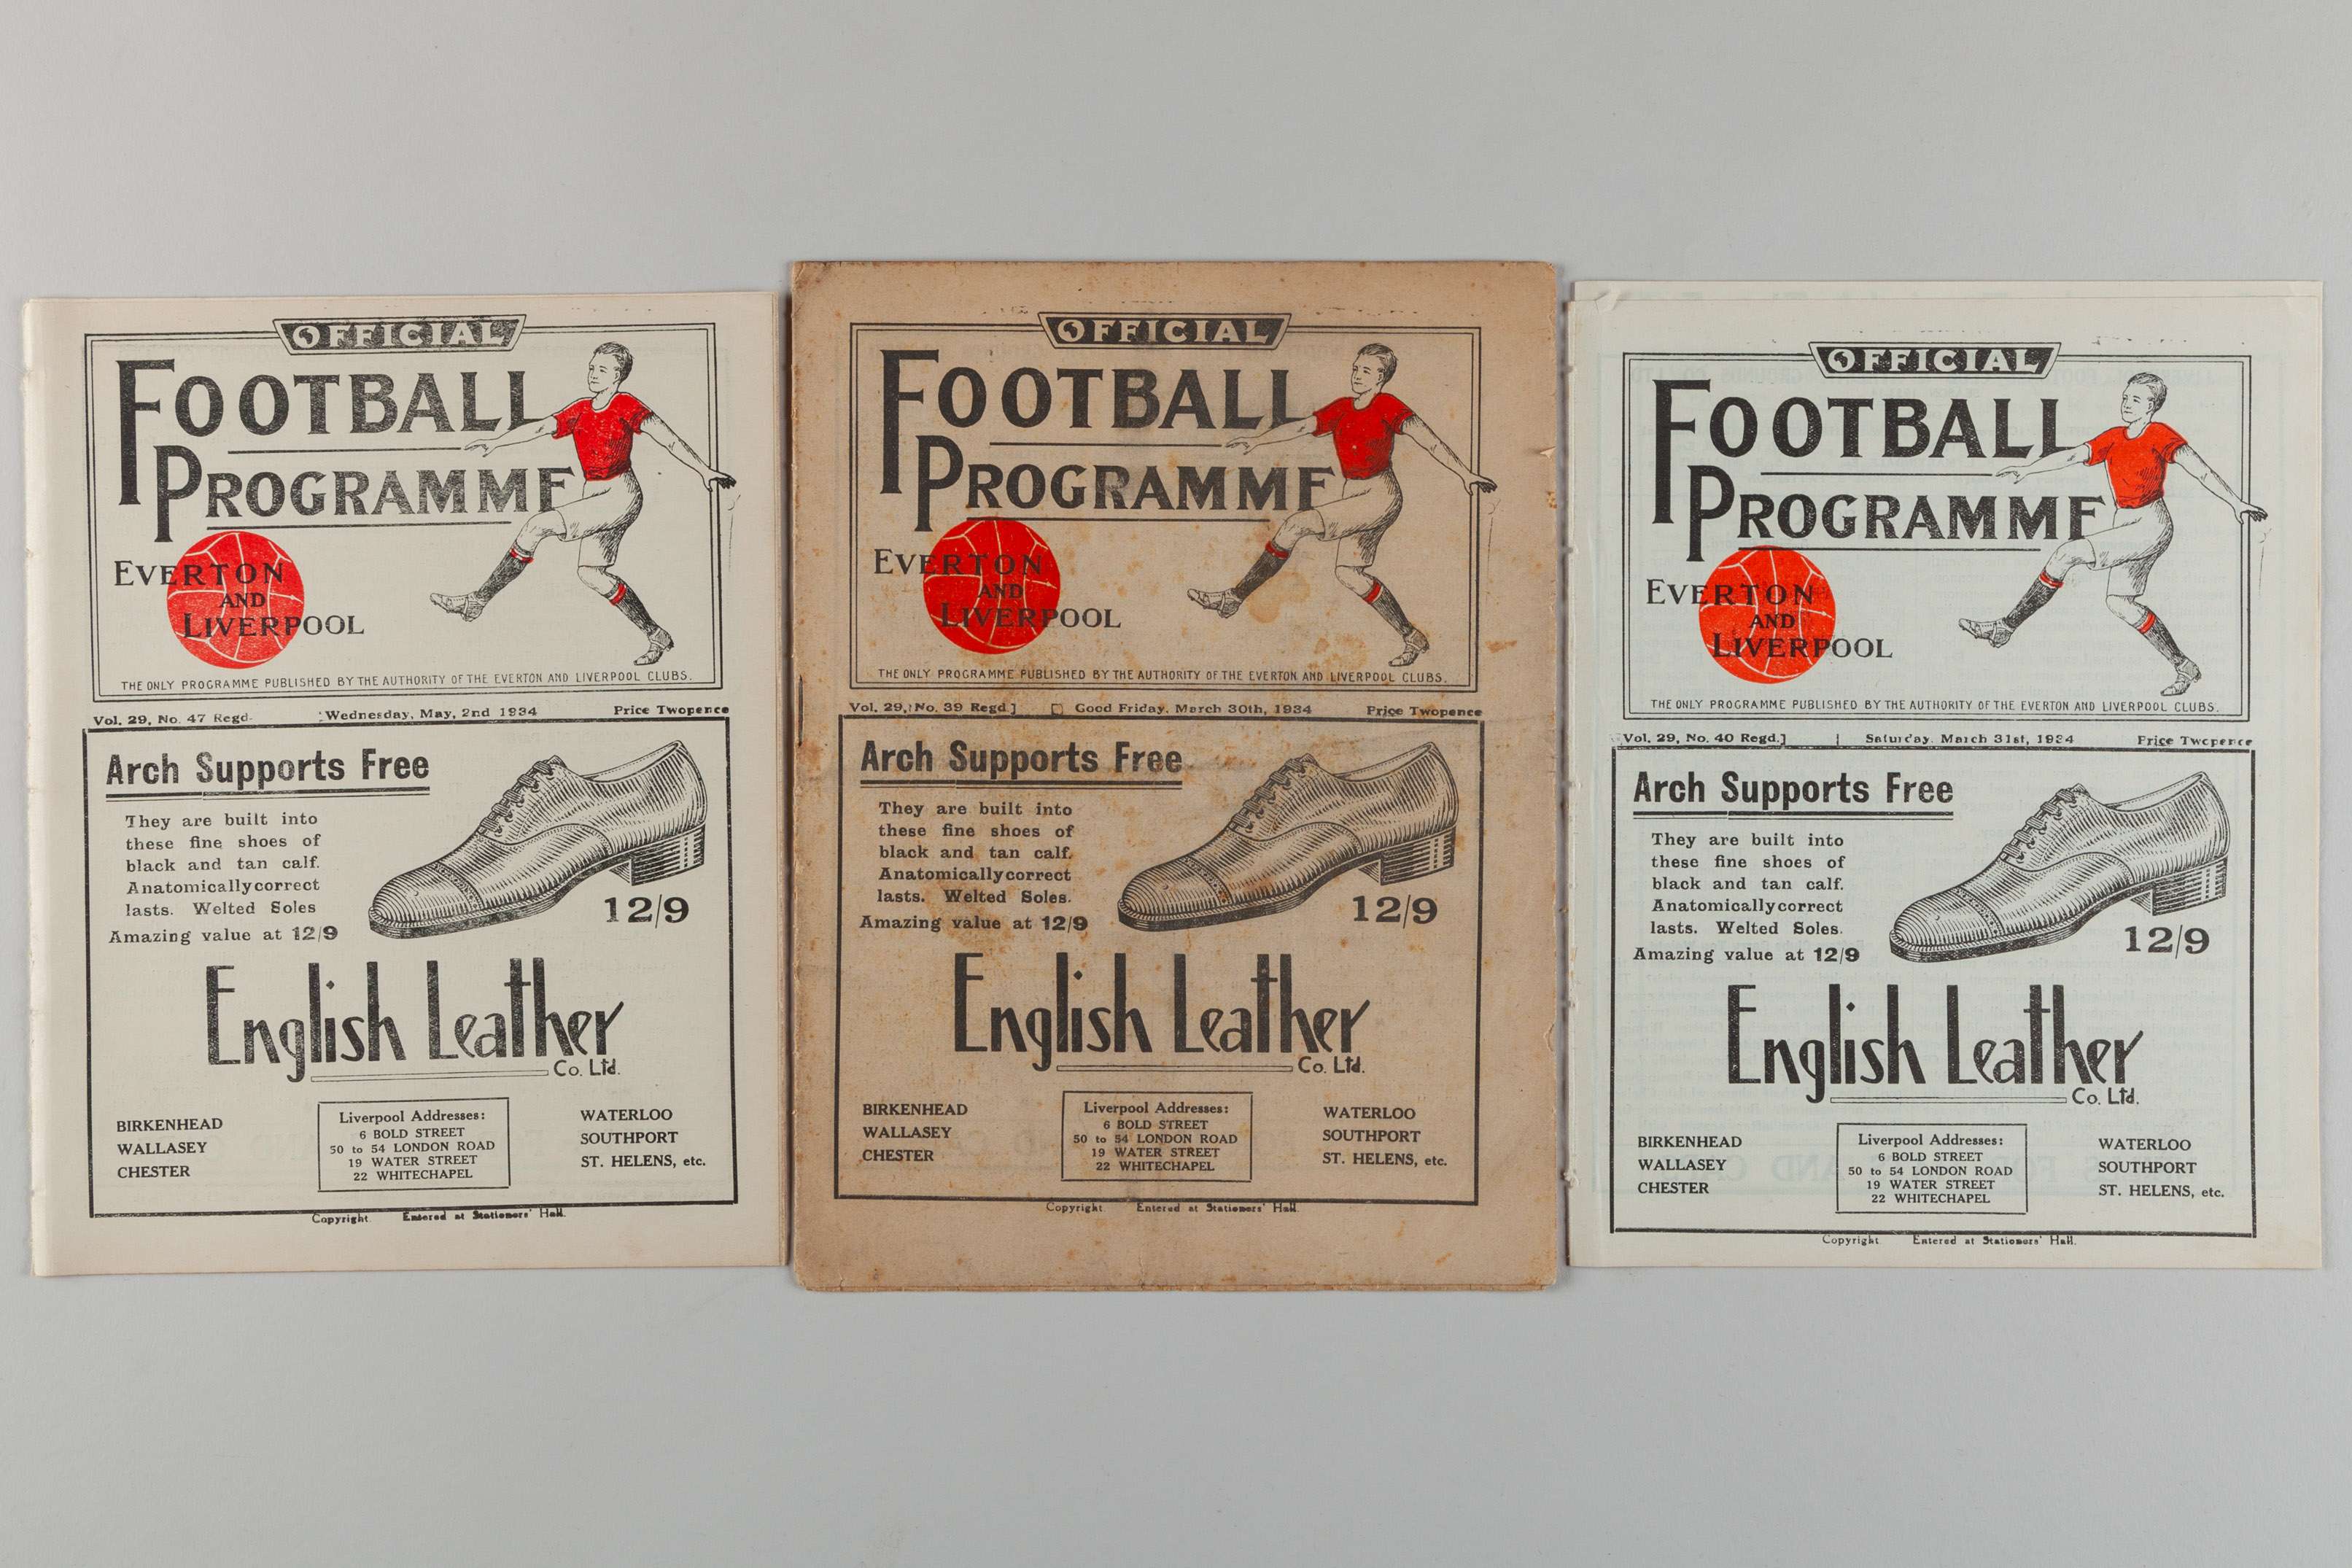 OFFICIAL
FOOTBALL
PROGRAMME
EVERTON
AND
LIVERPOOL
THE ONLY PROGRAMME PUBLISHED BY THE AUTHORITY OF THE EVERTON AND LIVERPOOL CLUBS.
Vol. 29, No. 47 Regd. Wednesday, May, 2nd 1934 Price Twopence
Arch Supports Free
They are built into
these fine shoes of
black and tan calf.
Anatomically correct
lasts. Welted Soles
Amazing value at 12/9
12/9
English Leather
Co. Ltd.
BIRKENHEAD
WALLASEY
CHESTER
Liverpool Addresses:
6 BOLD STREET
50 to 54 LONDON ROAD
19 WATER STREET
22 WHITECHAPEL
WATERLOO
SOUTHPORT
ST. HELENS, etc.
Copyright. Entered at Stationers' Hall.
OFFICIAL
FOOTBALL
PROGRAMME
EVERTON
AND
LIVERPOOL
THE ONLY PROGRAMME PUBLISHED BY THE AUTHORITY OF THE EVERTON AND LIVERPOOL CLUBS.
Vol. 29, No. 39 Regd.] Good Friday. March 30th, 1934 Price Twopence
Arch Supports Free
They are built into
these fine shoes of
black and tan calf.
Anatomically correct
lasts. Welted Soles.
Amazing value at 12/9
12/9
English Leather
Co. Ltd.
BIRKENHEAD
WALLASEY
CHESTER
Liverpool Addresses:
6 BOLD STREET
50 to 54 LONDON ROAD
19 WATER STREET
22 WHITECHAPEL
WATERLOO
SOUTHPORT
ST. HELENS, etc.
Copyright. Entered at Stationers' Hall.
OFFICIAL
FOOTBALL
PROGRAMME
EVERTON
AND
LIVERPOOL
THE ONLY PROGRAMME PUBLISHED BY THE AUTHORITY OF THE EVERTON AND LIVERPOOL CLUBS.
Vol. 29, No. 40 Regd.] Saturday. March 31st, 1934 Price Twopence
Arch Supports Free
They are built into
these fine shoes of
black and tan calf.
Anatomically correct
lasts. Welted Soles.
Amazing value at 12/9
12/9
English Leather
Co. Ltd.
BIRKENHEAD
WALLASEY
CHESTER
Liverpool Addresses:
6 BOLD STREET
50 to 54 LONDON ROAD
19 WATER STREET
22 WHITECHAPEL
WATERLOO
SOUTHPORT
ST. HELENS, etc.
Copyright. Entered at Stationers' Hall.